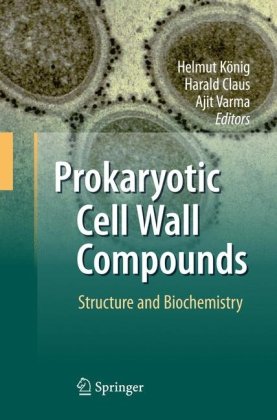 Helmut König
Harald Claus
Ajit Varma
Editors
Prokaryotic
Cell Wall
Compounds
Structure and Biochemistry
Springer